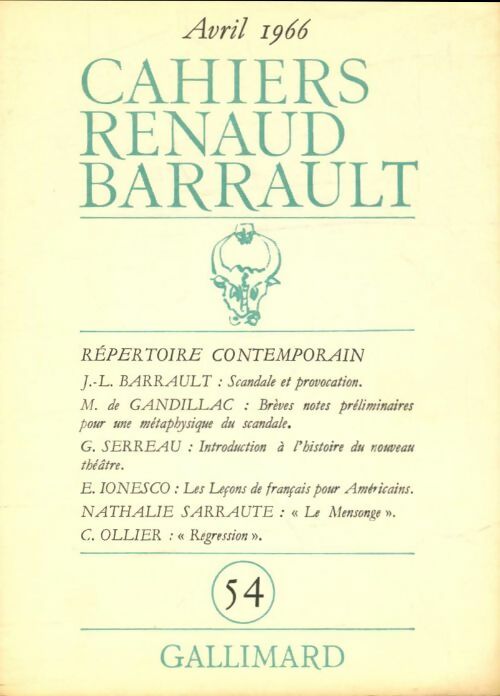 Avril 1966
CAHIERS
RENAUD
BARRAULT
RÉPERTOIRE CONTEMPORAIN
J.-L. BARRAULT : Scandale et provocation.
M. de GANDILLAC : Brèves notes préliminaires
pour une métaphysique du scandale.
G. SERREAU : Introduction à l'histoire du nouveau
théâtre.
E. IONESCO : Les Leçons de français pour Américains.
NATHALIE SARRAUTE : « Le Mensonge ».
C. OLLIER : « Regression ».
54
GALLIMARD